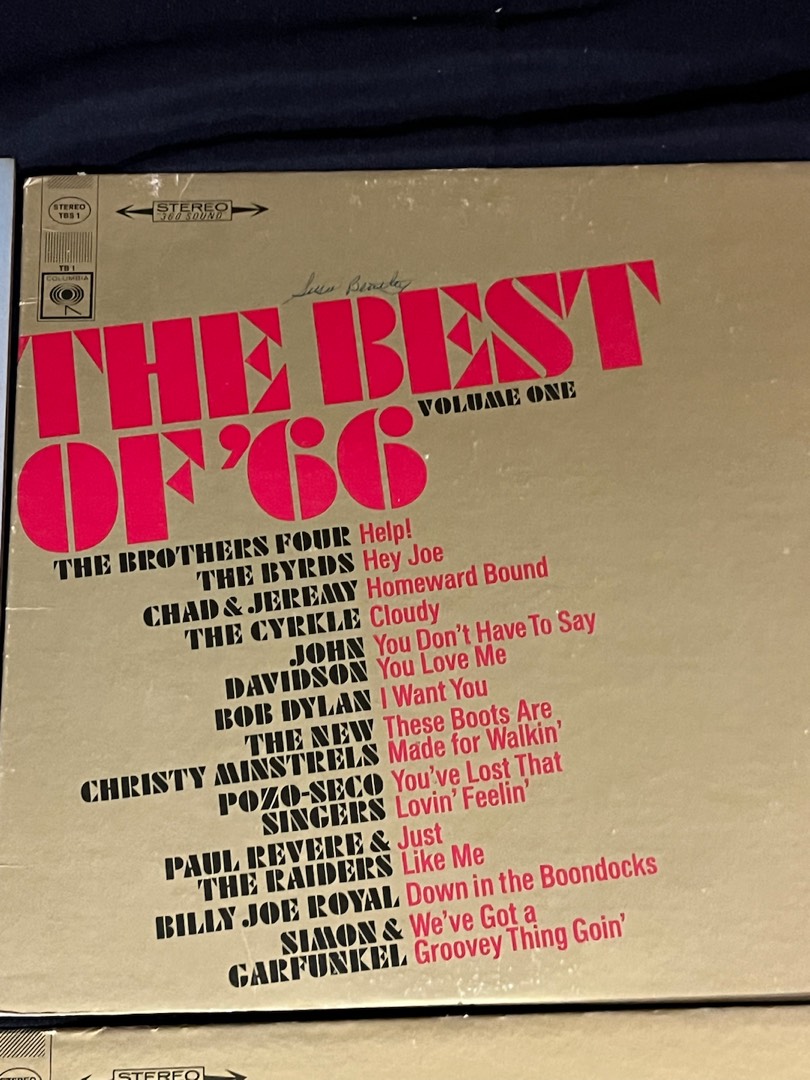 STEREO
TBS 1
STEREO
360 SOUND
TB 1
COLUMBIA
THE BEST
OF '66
VOLUME ONE
THE BROTHERS FOUR Help!
THE BYRDS Hey Joe
CHAD & JEREMY Homeward Bound
THE CYRKLE Cloudy
JOHN You Don't Have To Say
DAVIDSON You Love Me
BOB DYLAN I Want You
THE NEW These Boots Are
CHRISTY MINSTRELS Made for Walkin'
POZO-SECO You've Lost That
SINGERS Lovin' Feelin'
PAUL REVERE & Just
THE RAIDERS Like Me
BILLY JOE ROYAL Down in the Boondocks
SIMON & We've Got a
GARFUNKEL Groovey Thing Goin'
STEREO
STEREO